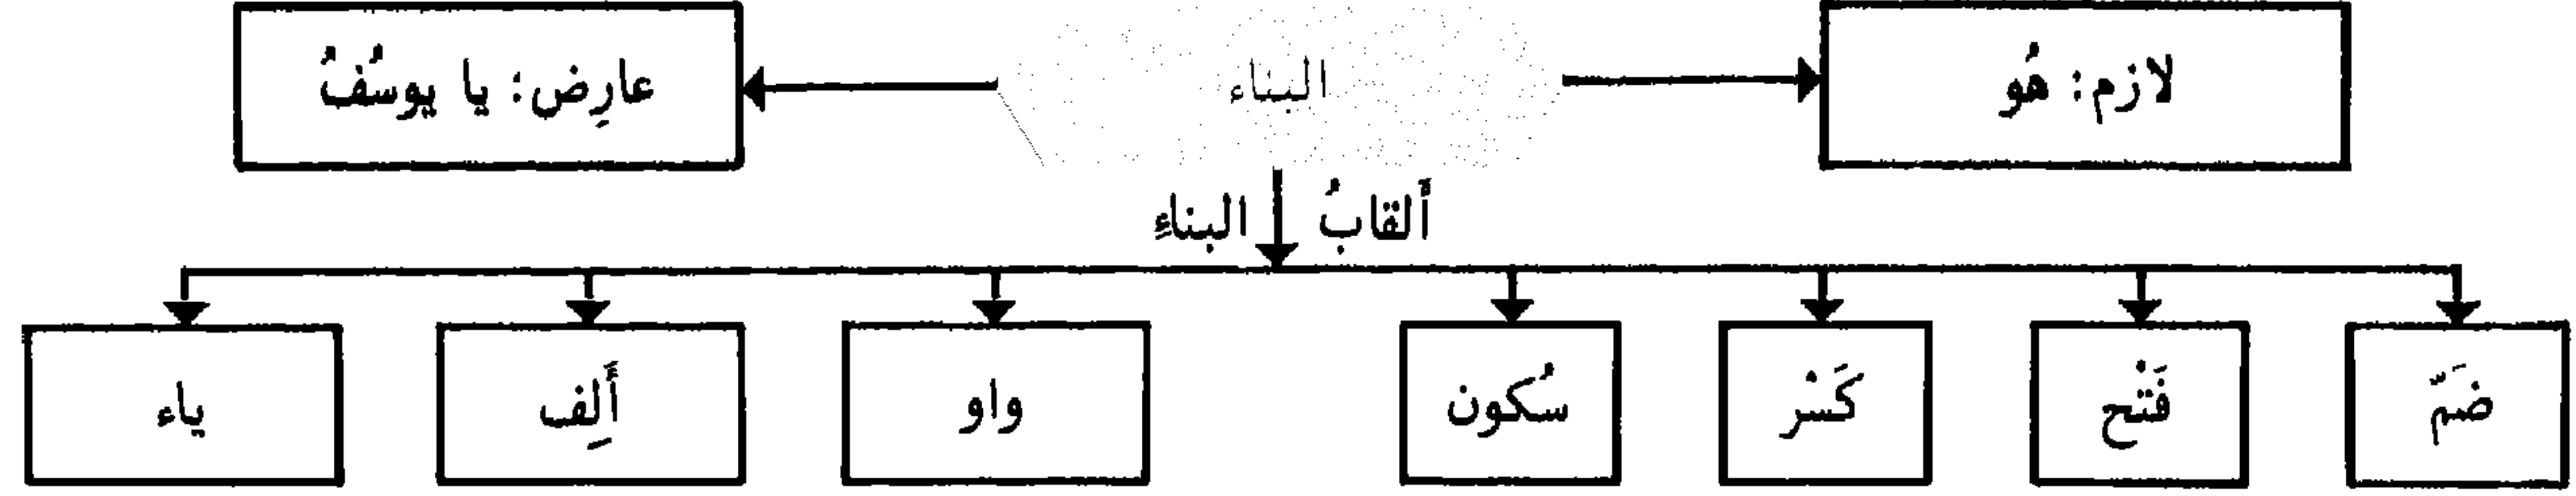 لازم: هُو
البناء
عارِض: يا يوسُفُ
ألقابُ البناءِ
ضَمّ
فَتْح
كَسْر
سُكون
واو
أَلِف
ياء